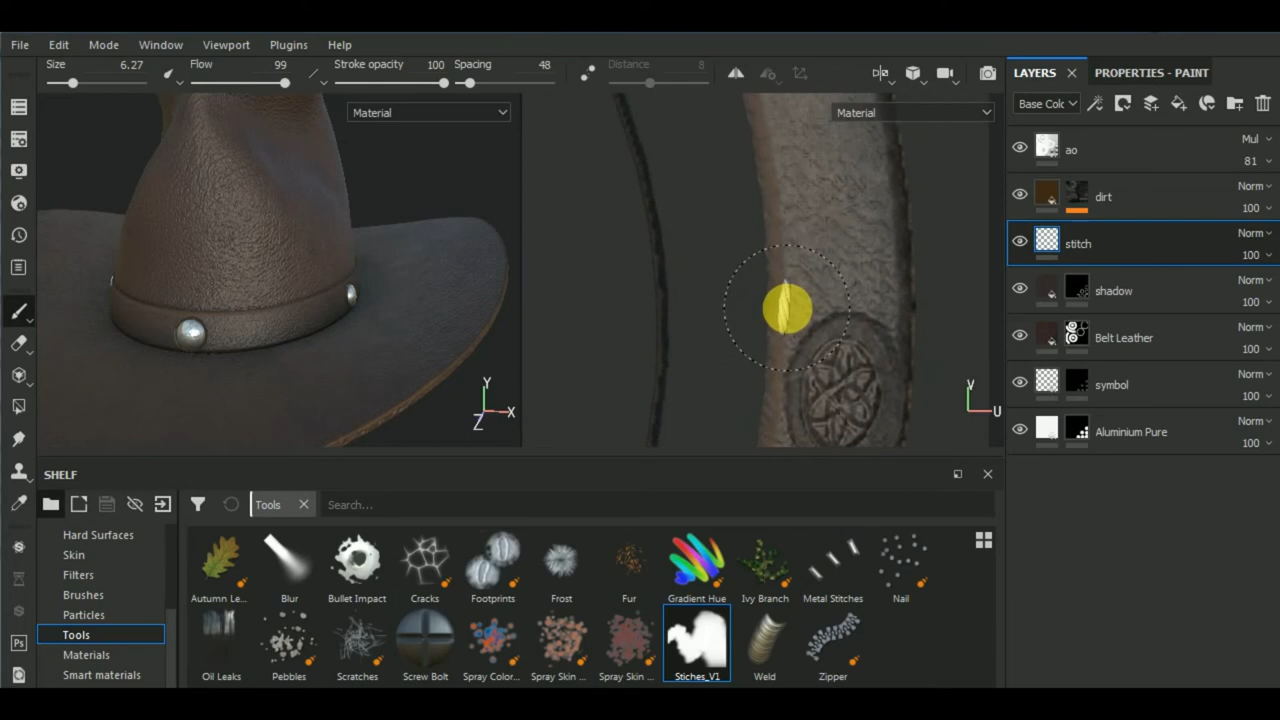 File Edit Mode Window Viewport Plugins Help
Size 6.27 Flow 99 Stroke opacity 100 Spacing 48 Distance 8
LAYERS PROPERTIES - PAINT
Base Colc
Material
Material
ao Mul 81
dirt Norm 100
stitch Norm 100
shadow Norm 100
Belt Leather Norm 100
symbol Norm 100
Aluminium Pure Norm 100
Y
X
Z
V
U
SHELF
Tools Search...
Hard Surfaces
Skin
Filters
Brushes
Particles
Tools
Materials
Smart materials
Autumn Le... Blur Bullet Impact Cracks Footprints Frost Fur Gradient Hue Ivy Branch Metal Stitches Nail
Oil Leaks Pebbles Scratches Screw Bolt Spray Color... Spray Skin ... Spray Skin ... Stiches_V1 Weld Zipper
Ps